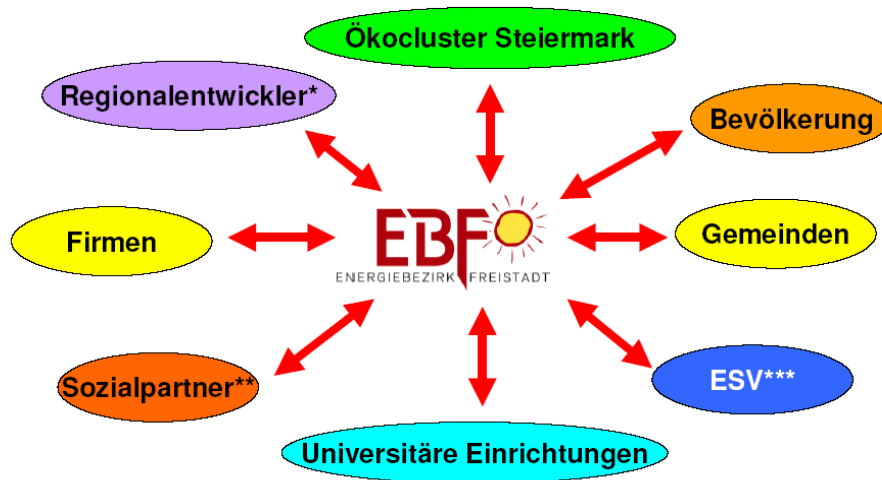 Ökocluster Steiermark
Regionalentwickler*
Bevölkerung
Firmen
EBF
ENERGIEBEZIRK FREISTADT
Gemeinden
Sozialpartner**
ESV***
Universitäre Einrichtungen